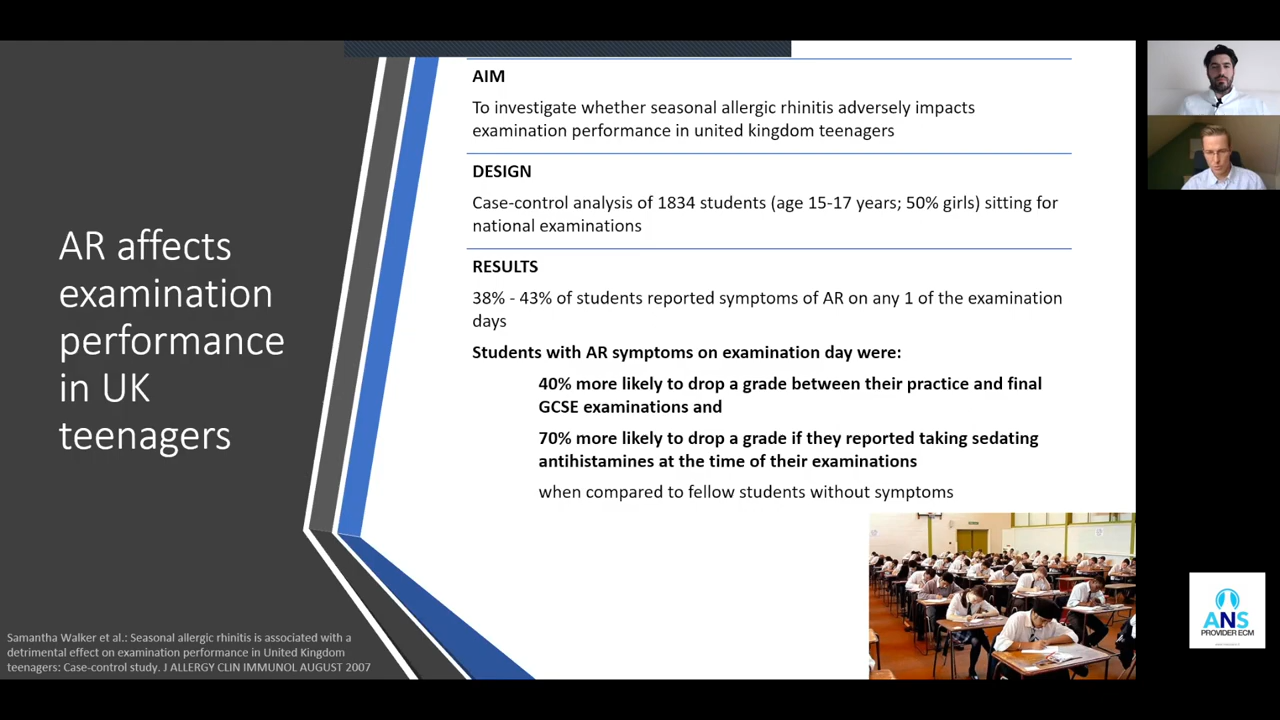 AR affects
examination
performance
in UK
teenagers
AIM
To investigate whether seasonal allergic rhinitis adversely impacts
examination performance in united kingdom teenagers
DESIGN
Case-control analysis of 1834 students (age 15-17 years; 50% girls) sitting for
national examinations
RESULTS
38% - 43% of students reported symptoms of AR on any 1 of the examination
days
Students with AR symptoms on examination day were:
40% more likely to drop a grade between their practice and final
GCSE examinations and
70% more likely to drop a grade if they reported taking sedating
antihistamines at the time of their examinations
when compared to fellow students without symptoms
Samantha Walker et al.: Seasonal allergic rhinitis is associated with a
detrimental effect on examination performance in United Kingdom
teenagers: Case-control study. J ALLERGY CLIN IMMUNOL AUGUST 2007
ANS
PROVIDER ECM